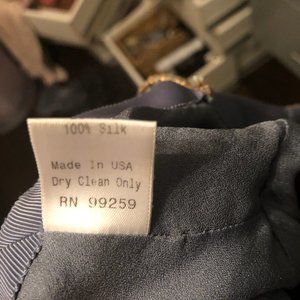 100% Silk
Made In USA
Dry Clean Only
RN 99259